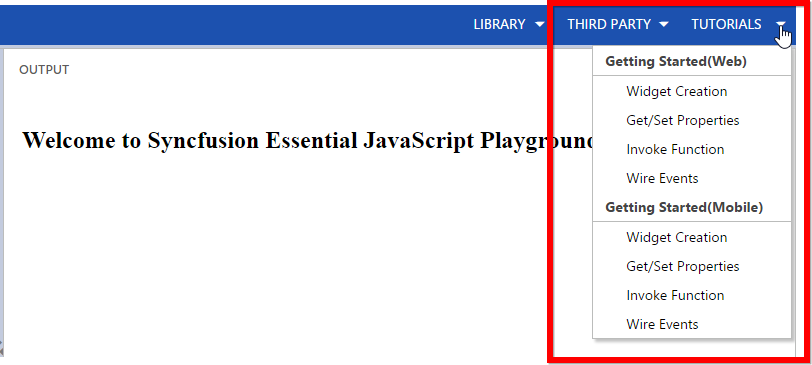 LIBRARY THIRD PARTY TUTORIALS
OUTPUT
Getting Started(Web)
Widget Creation
Get/Set Properties
Welcome to Syncfusion Essential JavaScript Playground
Invoke Function
Wire Events
Getting Started(Mobile)
Widget Creation
Get/Set Properties
Invoke Function
Wire Events